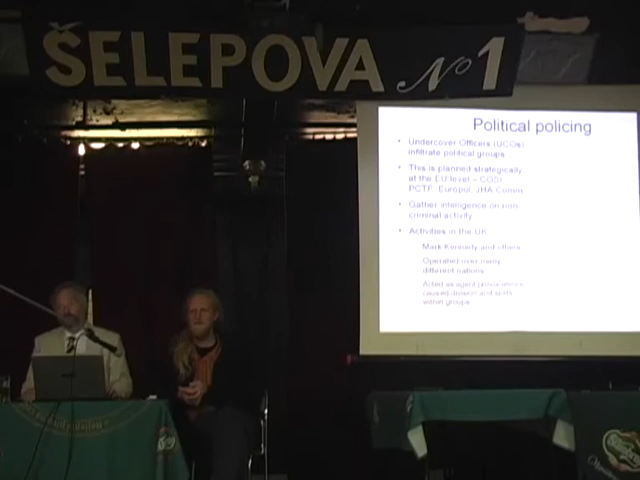 ŠELEPOVA No 1
Political policing
• Undercover Officers (UCOs)
infiltrate political groups
• This is planned strategically
at the EU level – COSI,
PCTF, Europol, JHA Comm
• Gather intelligence on non-
criminal activity
• Activities in the UK
Mark Kennedy and others
Operated over many
different nations
Acted as agent provocateurs
caused division and splits
within groups